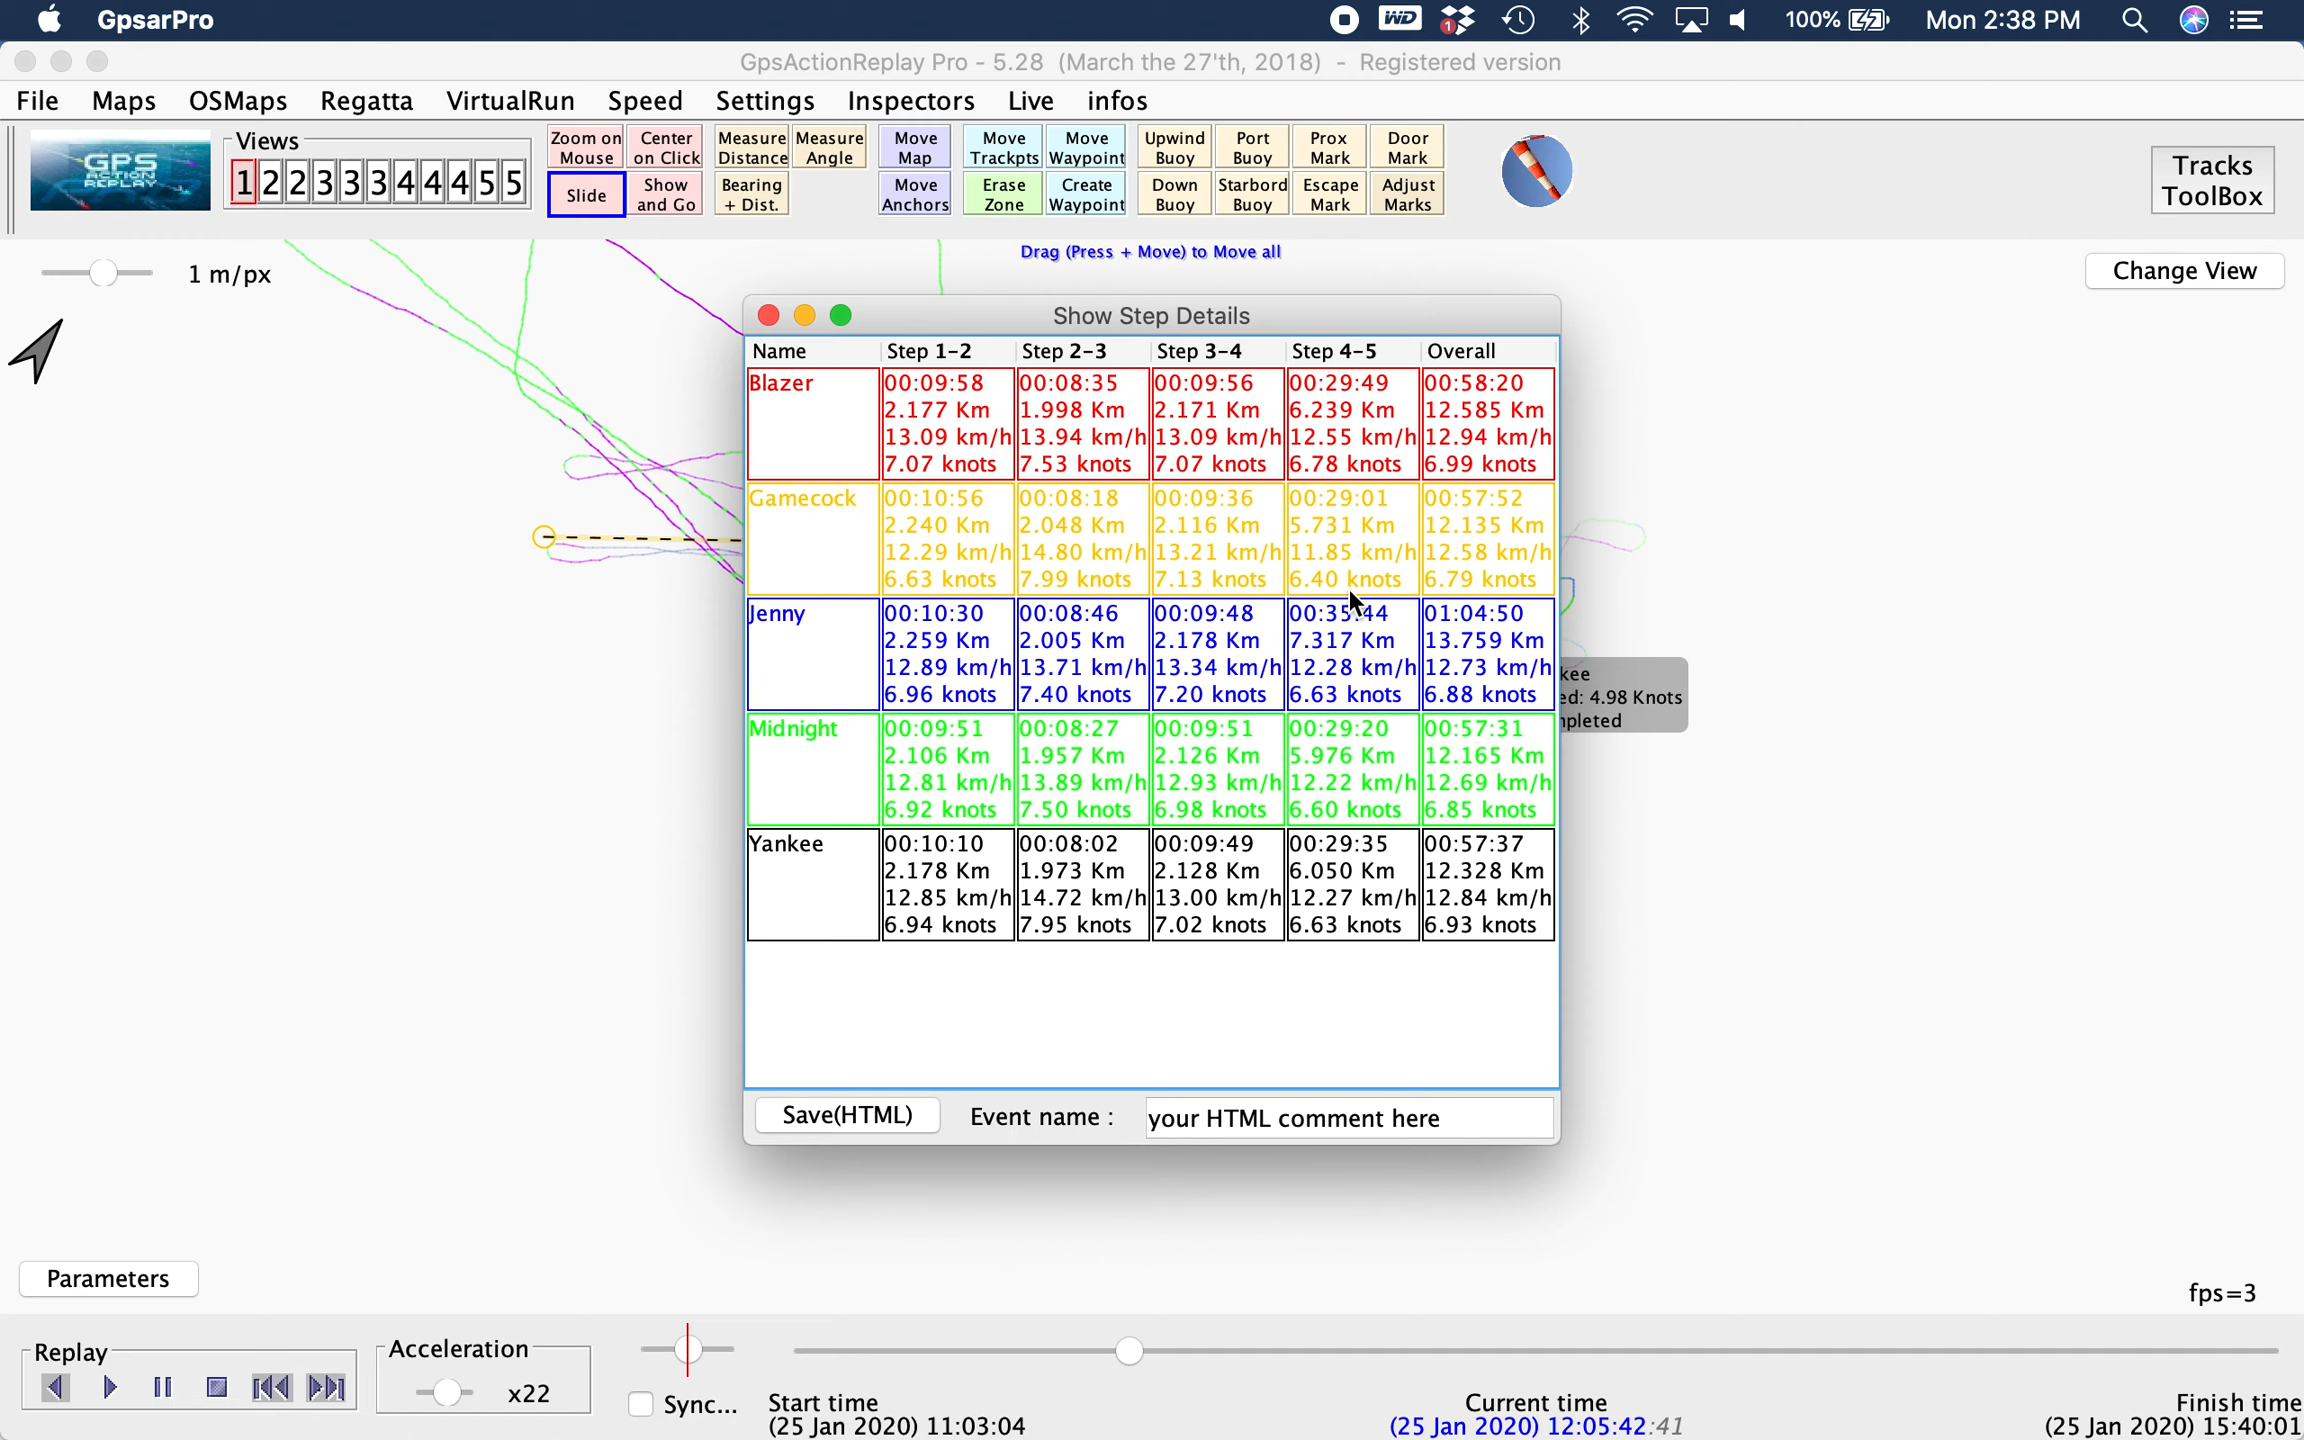 GpsarPro
WD
1
100%
Mon 2:38 PM
GpsActionReplay Pro - 5.28 (March the 27'th, 2018) - Registered version
File Maps OSMaps Regatta VirtualRun Speed Settings Inspectors Live infos
GPS
ACTION
REPLAY
Views
1 2 2 3 3 3 4 4 4 5 5
Zoom on Mouse
Center on Click
Measure Distance
Measure Angle
Move Map
Move Trackpts
Move Waypoint
Upwind Buoy
Port Buoy
Prox Mark
Door Mark
Slide
Show and Go
Bearing + Dist.
Move Anchors
Erase Zone
Create Waypoint
Down Buoy
Starbord Buoy
Escape Mark
Adjust Marks
Tracks
ToolBox
Drag (Press + Move) to Move all
1 m/px
Change View
Show Step Details
Name Step 1-2 Step 2-3 Step 3-4 Step 4-5 Overall
Blazer 00:09:58 00:08:35 00:09:56 00:29:49 00:58:20
2.177 Km 1.998 Km 2.171 Km 6.239 Km 12.585 Km
13.09 km/h 13.94 km/h 13.09 km/h 12.55 km/h 12.94 km/h
7.07 knots 7.53 knots 7.07 knots 6.78 knots 6.99 knots
Gamecock 00:10:56 00:08:18 00:09:36 00:29:01 00:57:52
2.240 Km 2.048 Km 2.116 Km 5.731 Km 12.135 Km
12.29 km/h 14.80 km/h 13.21 km/h 11.85 km/h 12.58 km/h
6.63 knots 7.99 knots 7.13 knots 6.40 knots 6.79 knots
Jenny 00:10:30 00:08:46 00:09:48 00:35:44 01:04:50
2.259 Km 2.005 Km 2.178 Km 7.317 Km 13.759 Km
12.89 km/h 13.71 km/h 13.34 km/h 12.28 km/h 12.73 km/h
6.96 knots 7.40 knots 7.20 knots 6.63 knots 6.88 knots
Midnight 00:09:51 00:08:27 00:09:51 00:29:20 00:57:31
2.106 Km 1.957 Km 2.126 Km 5.976 Km 12.165 Km
12.81 km/h 13.89 km/h 12.93 km/h 12.22 km/h 12.69 km/h
6.92 knots 7.50 knots 6.98 knots 6.60 knots 6.85 knots
Yankee 00:10:10 00:08:02 00:09:49 00:29:35 00:57:37
2.178 Km 1.973 Km 2.128 Km 6.050 Km 12.328 Km
12.85 km/h 14.72 km/h 13.00 km/h 12.27 km/h 12.84 km/h
6.94 knots 7.95 knots 7.02 knots 6.63 knots 6.93 knots
kee
ed: 4.98 Knots
mpleted
Save(HTML) Event name : your HTML comment here
Parameters
fps=3
Replay
Acceleration
x22
Sync...
Start time
(25 Jan 2020) 11:03:04
Current time
(25 Jan 2020) 12:05:42:41
Finish time
(25 Jan 2020) 15:40:01